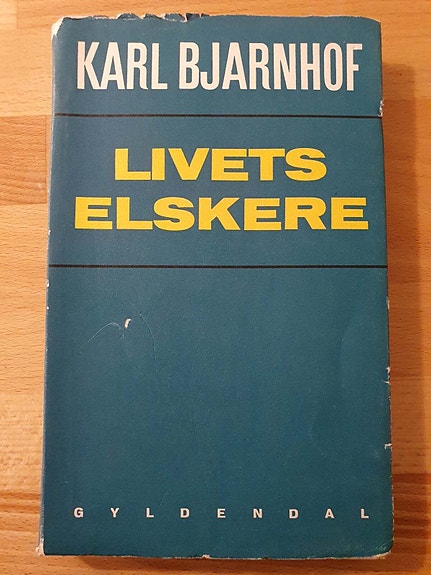 KARL BJARNHOF
LIVETS
ELSKERE
GYLDENDAL